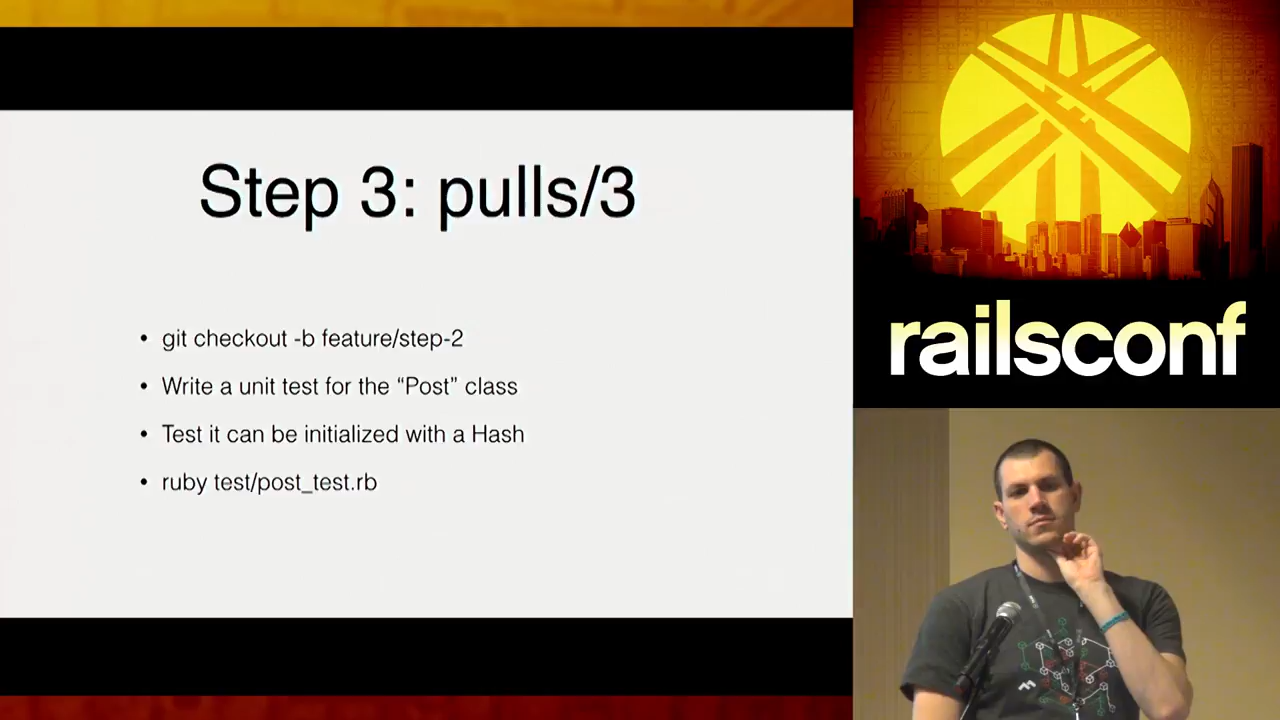 Step 3: pulls/3
• git checkout -b feature/step-2
• Write a unit test for the “Post” class
• Test it can be initialized with a Hash
• ruby test/post_test.rb
railsconf